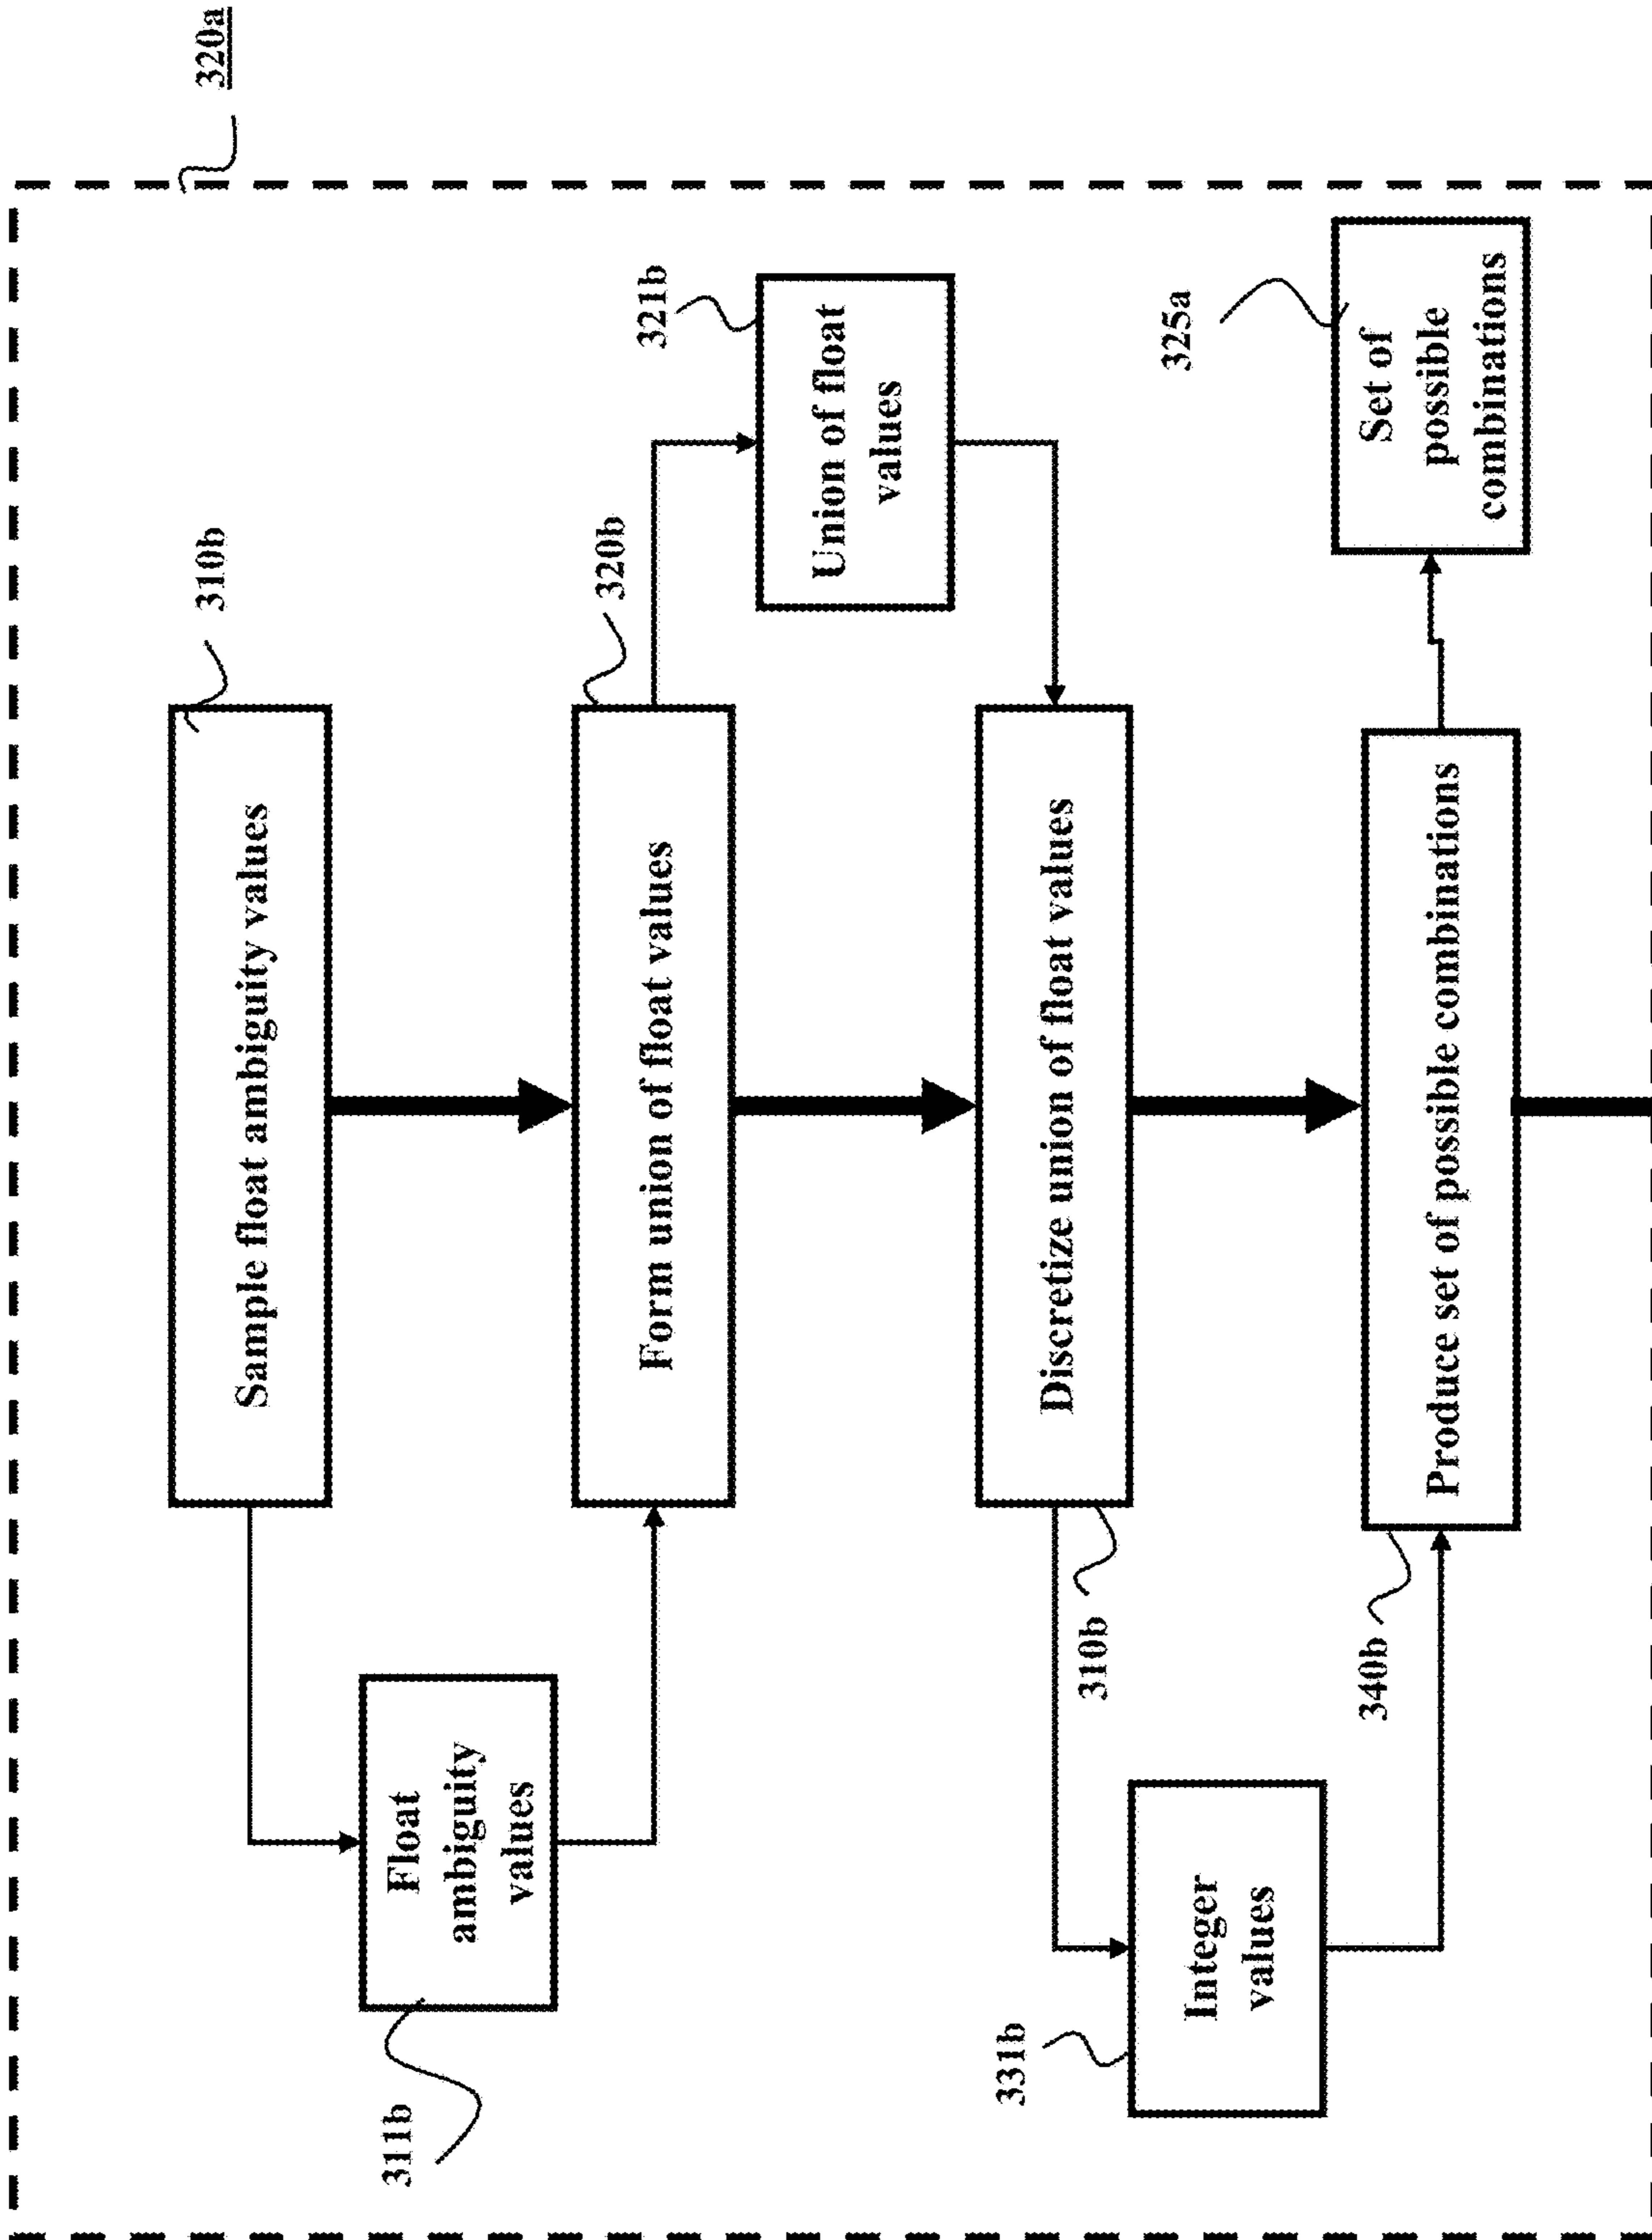 320a
310b
Sample float ambiguity values
311b
Float
ambiguity
values
320b
Form union of float values
321b
Union of float
values
Discretize union of float values
310b
331b
Integer
values
340b
Produce set of possible combinations
325a
Set of
possible
combinations